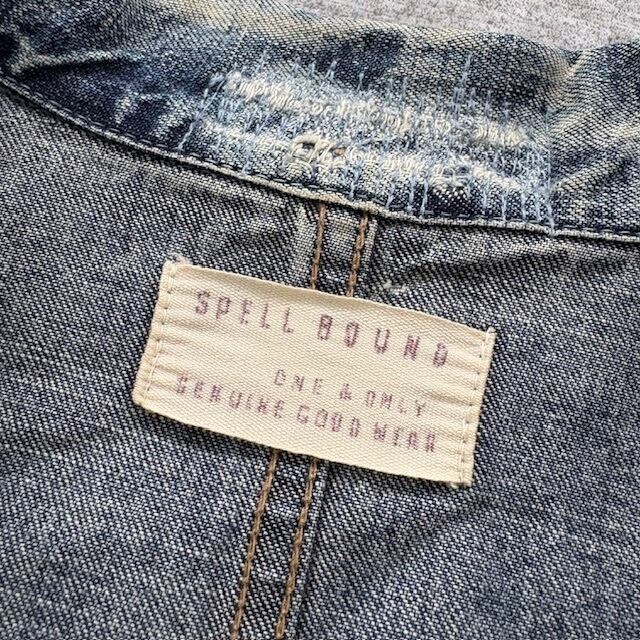 SPELL BOUND
ONE & ONLY
GENUINE GOOD WEAR